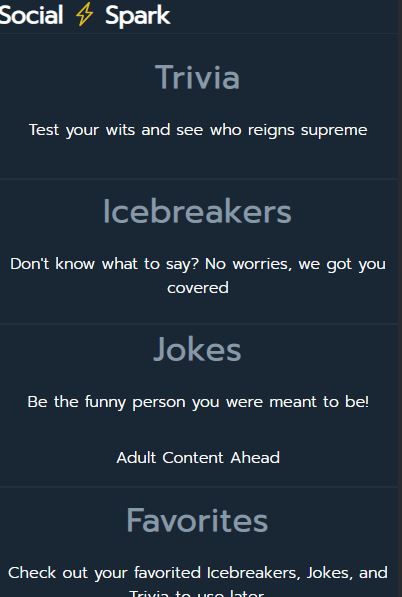 Social ⚡ Spark
Trivia
Test your wits and see who reigns supreme
Icebreakers
Don't know what to say? No worries, we got you
covered
Jokes
Be the funny person you were meant to be!
Adult Content Ahead
Favorites
Check out your favorited Icebreakers, Jokes, and
Trivia to use later